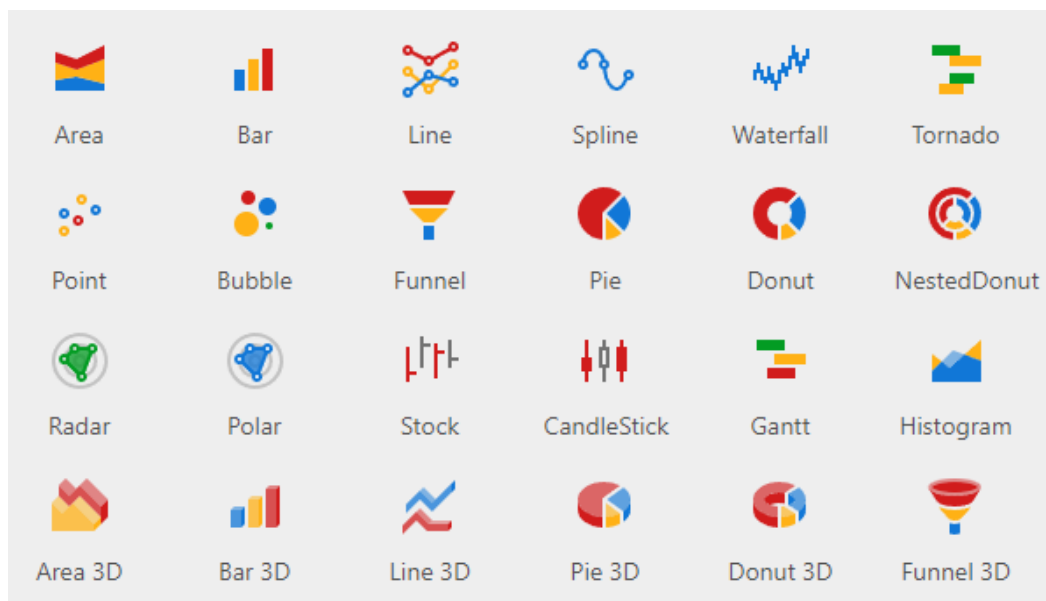 Area Bar Line Spline Waterfall Tornado
Point Bubble Funnel Pie Donut NestedDonut
Radar Polar Stock CandleStick Gantt Histogram
Area 3D Bar 3D Line 3D Pie 3D Donut 3D Funnel 3D